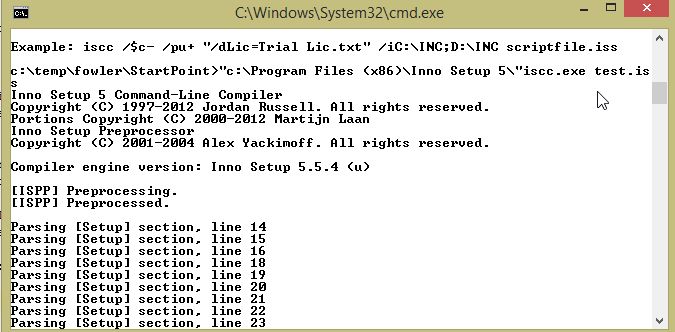 C:\Windows\System32\cmd.exe
Example: iscc /$c- /pu+ "/dLic=Trial Lic.txt" /iC:\INC;D:\INC scriptfile.iss
c:\temp\fowler\StartPoint>"c:\Program Files (x86)\Inno Setup 5\"iscc.exe test.is
s
Inno Setup 5 Command-Line Compiler
Copyright (C) 1997-2012 Jordan Russell. All rights reserved.
Portions Copyright (C) 2000-2012 Martijn Laan
Inno Setup Preprocessor
Copyright (C) 2001-2004 Alex Yackimoff. All rights reserved.
Compiler engine version: Inno Setup 5.5.4 (u)
[ISPP] Preprocessing.
[ISPP] Preprocessed.
Parsing [Setup] section, line 14
Parsing [Setup] section, line 15
Parsing [Setup] section, line 16
Parsing [Setup] section, line 18
Parsing [Setup] section, line 19
Parsing [Setup] section, line 20
Parsing [Setup] section, line 21
Parsing [Setup] section, line 22
Parsing [Setup] section, line 23